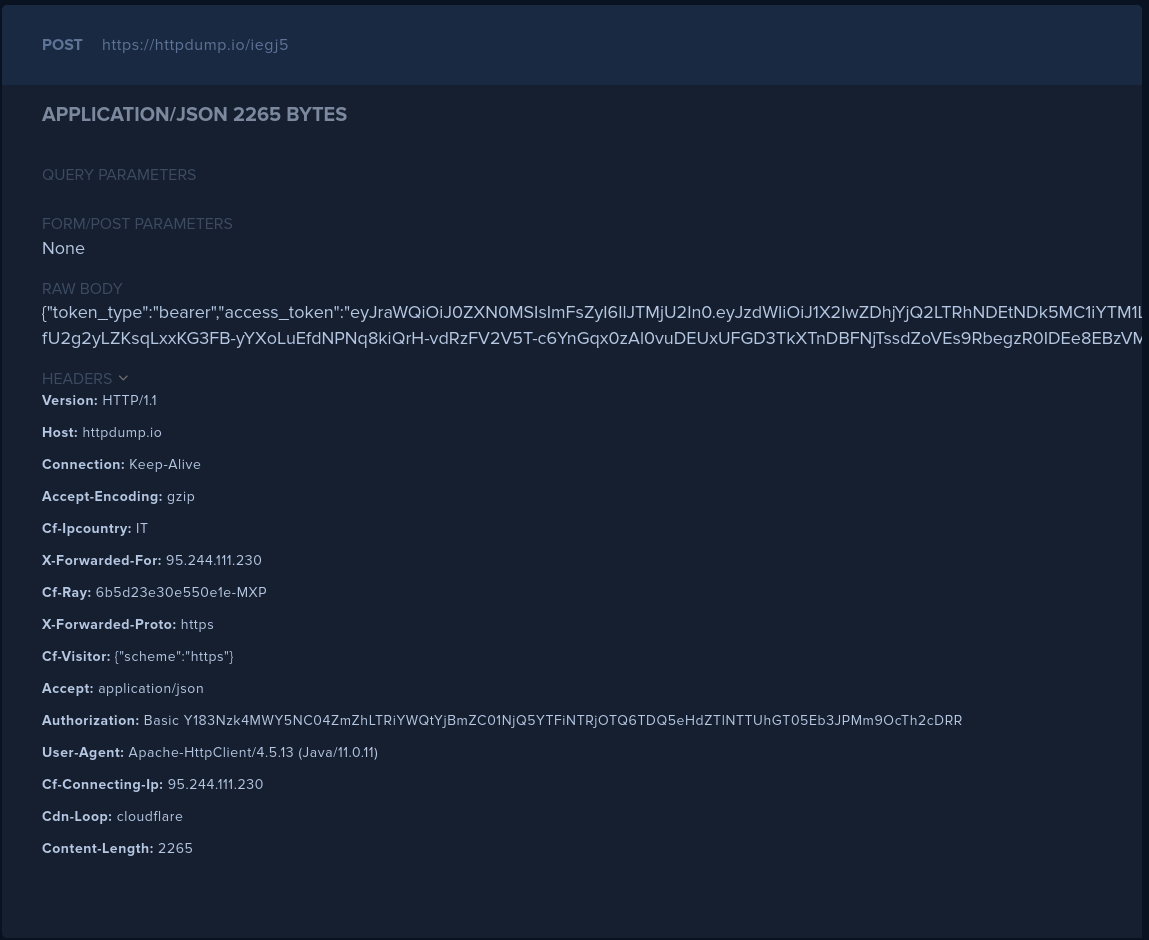 POST https://httpdump.io/iegj5
APPLICATION/JSON 2265 BYTES
QUERY PARAMETERS
FORM/POST PARAMETERS
None
RAW BODY
{"token_type":"bearer","access_token":"eyJraWQiOiJ0ZXN0MSIsImFsZyI6IlJTMjU2In0.eyJzdWIiOiJ1X2IwZDhjYjQ2LTRhNDEtNDk5MC1iYTM1L
fU2g2yLZKsqLxxKG3FB-yYXoLuEfdNPNq8kiQrH-vdRzFV2V5T-c6YnGqx0zAl0vuDEUxUFGD3TkXTnDBFNjTssdZoVEs9RbegzR0IDEe8EBzVM
HEADERS
Version: HTTP/1.1
Host: httpdump.io
Connection: Keep-Alive
Accept-Encoding: gzip
Cf-Ipcountry: IT
X-Forwarded-For: 95.244.111.230
Cf-Ray: 6b5d23e30e550e1e-MXP
X-Forwarded-Proto: https
Cf-Visitor: {"scheme":"https"}
Accept: application/json
Authorization: Basic Y183Nzk4MWY5NC04ZmZhLTRiYWQtYjBmZC01NjQ5YTFiNTRjOTQ6TDQ5eHdZTlNTTUhGT05Eb3JPMm9OcTh2cDRR
User-Agent: Apache-HttpClient/4.5.13 (Java/11.0.11)
Cf-Connecting-Ip: 95.244.111.230
Cdn-Loop: cloudflare
Content-Length: 2265